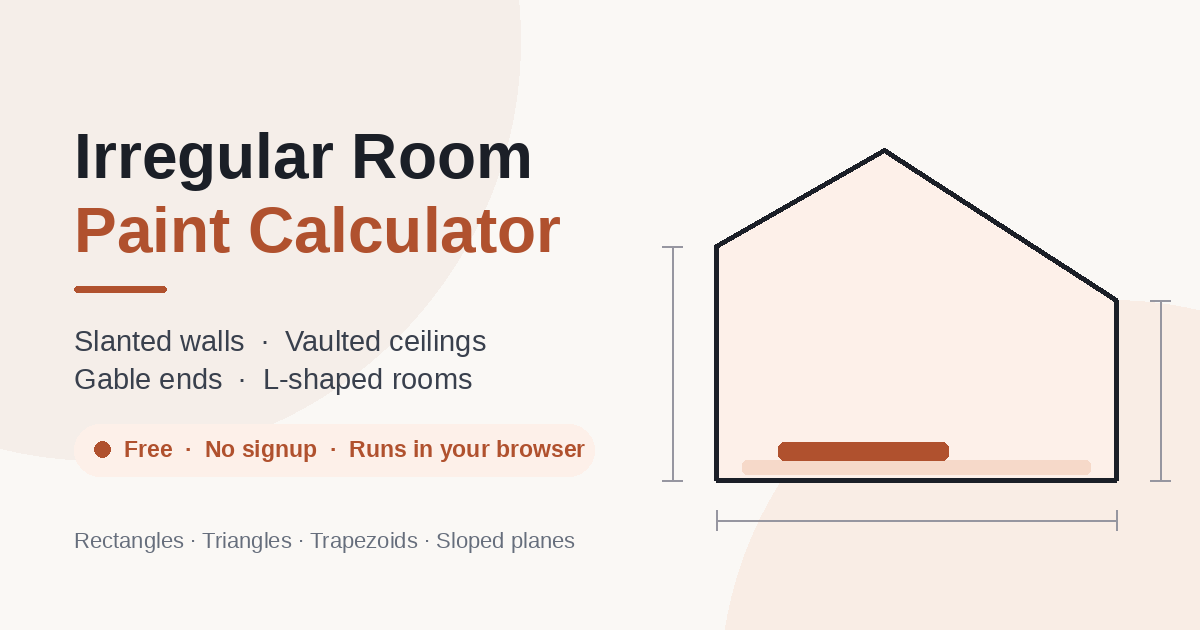 Irregular Room
Paint Calculator
Slanted walls · Vaulted ceilings
Gable ends · L-shaped rooms
Free · No signup · Runs in your browser
Rectangles · Triangles · Trapezoids · Sloped planes